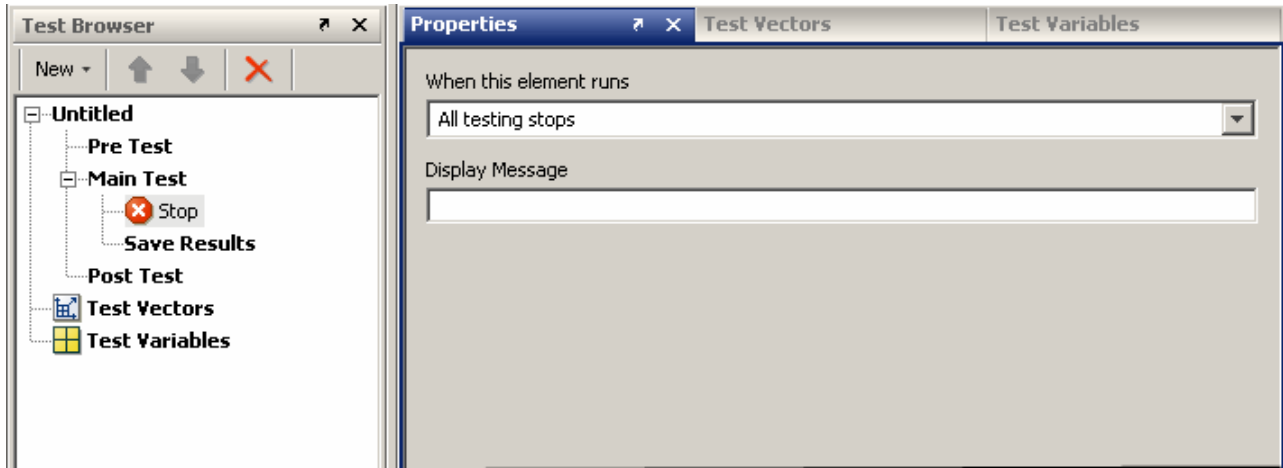 Test Browser
New
Untitled
Pre Test
Main Test
Stop
Save Results
Post Test
Test Vectors
Test Variables
Properties
Test Vectors
Test Variables
When this element runs
All testing stops
Display Message